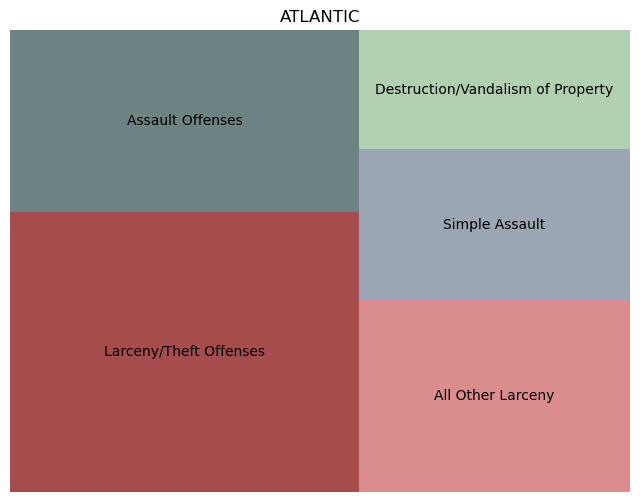 ATLANTIC
Assault Offenses
Destruction/Vandalism of Property
Simple Assault
Larceny/Theft Offenses
All Other Larceny